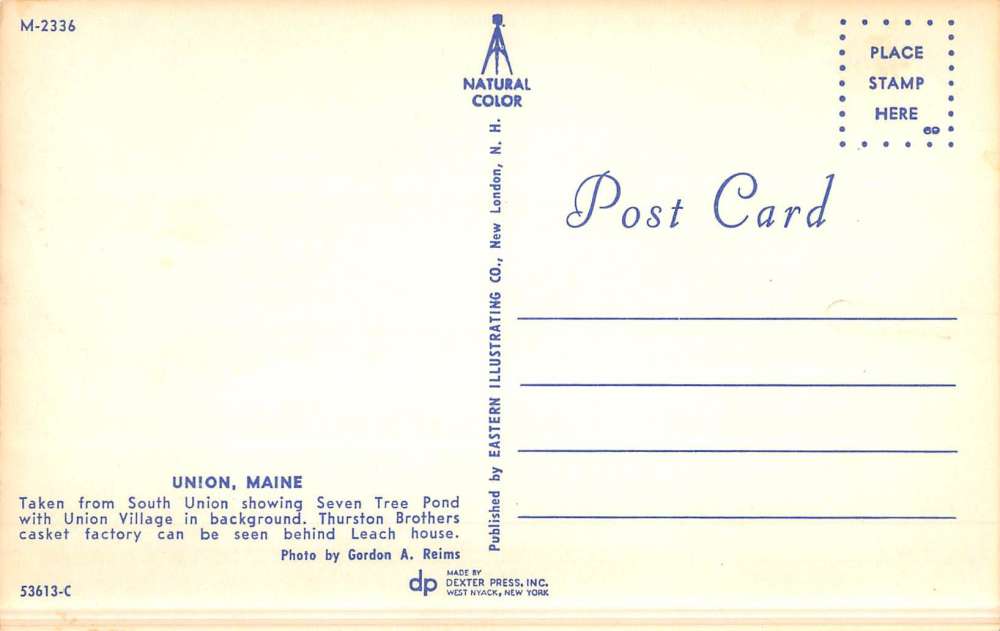 M-2336
NATURAL
COLOR
PLACE
STAMP
HERE
69
Post Card
Published by EASTERN ILLUSTRATING CO., New London, N. H.
UNION, MAINE
Taken from South Union showing Seven Tree Pond
with Union Village in background. Thurston Brothers
casket factory can be seen behind Leach house.
Photo by Gordon A. Reims
53613-C
dp
MADE BY
DEXTER PRESS, INC.
WEST NYACK, NEW YORK